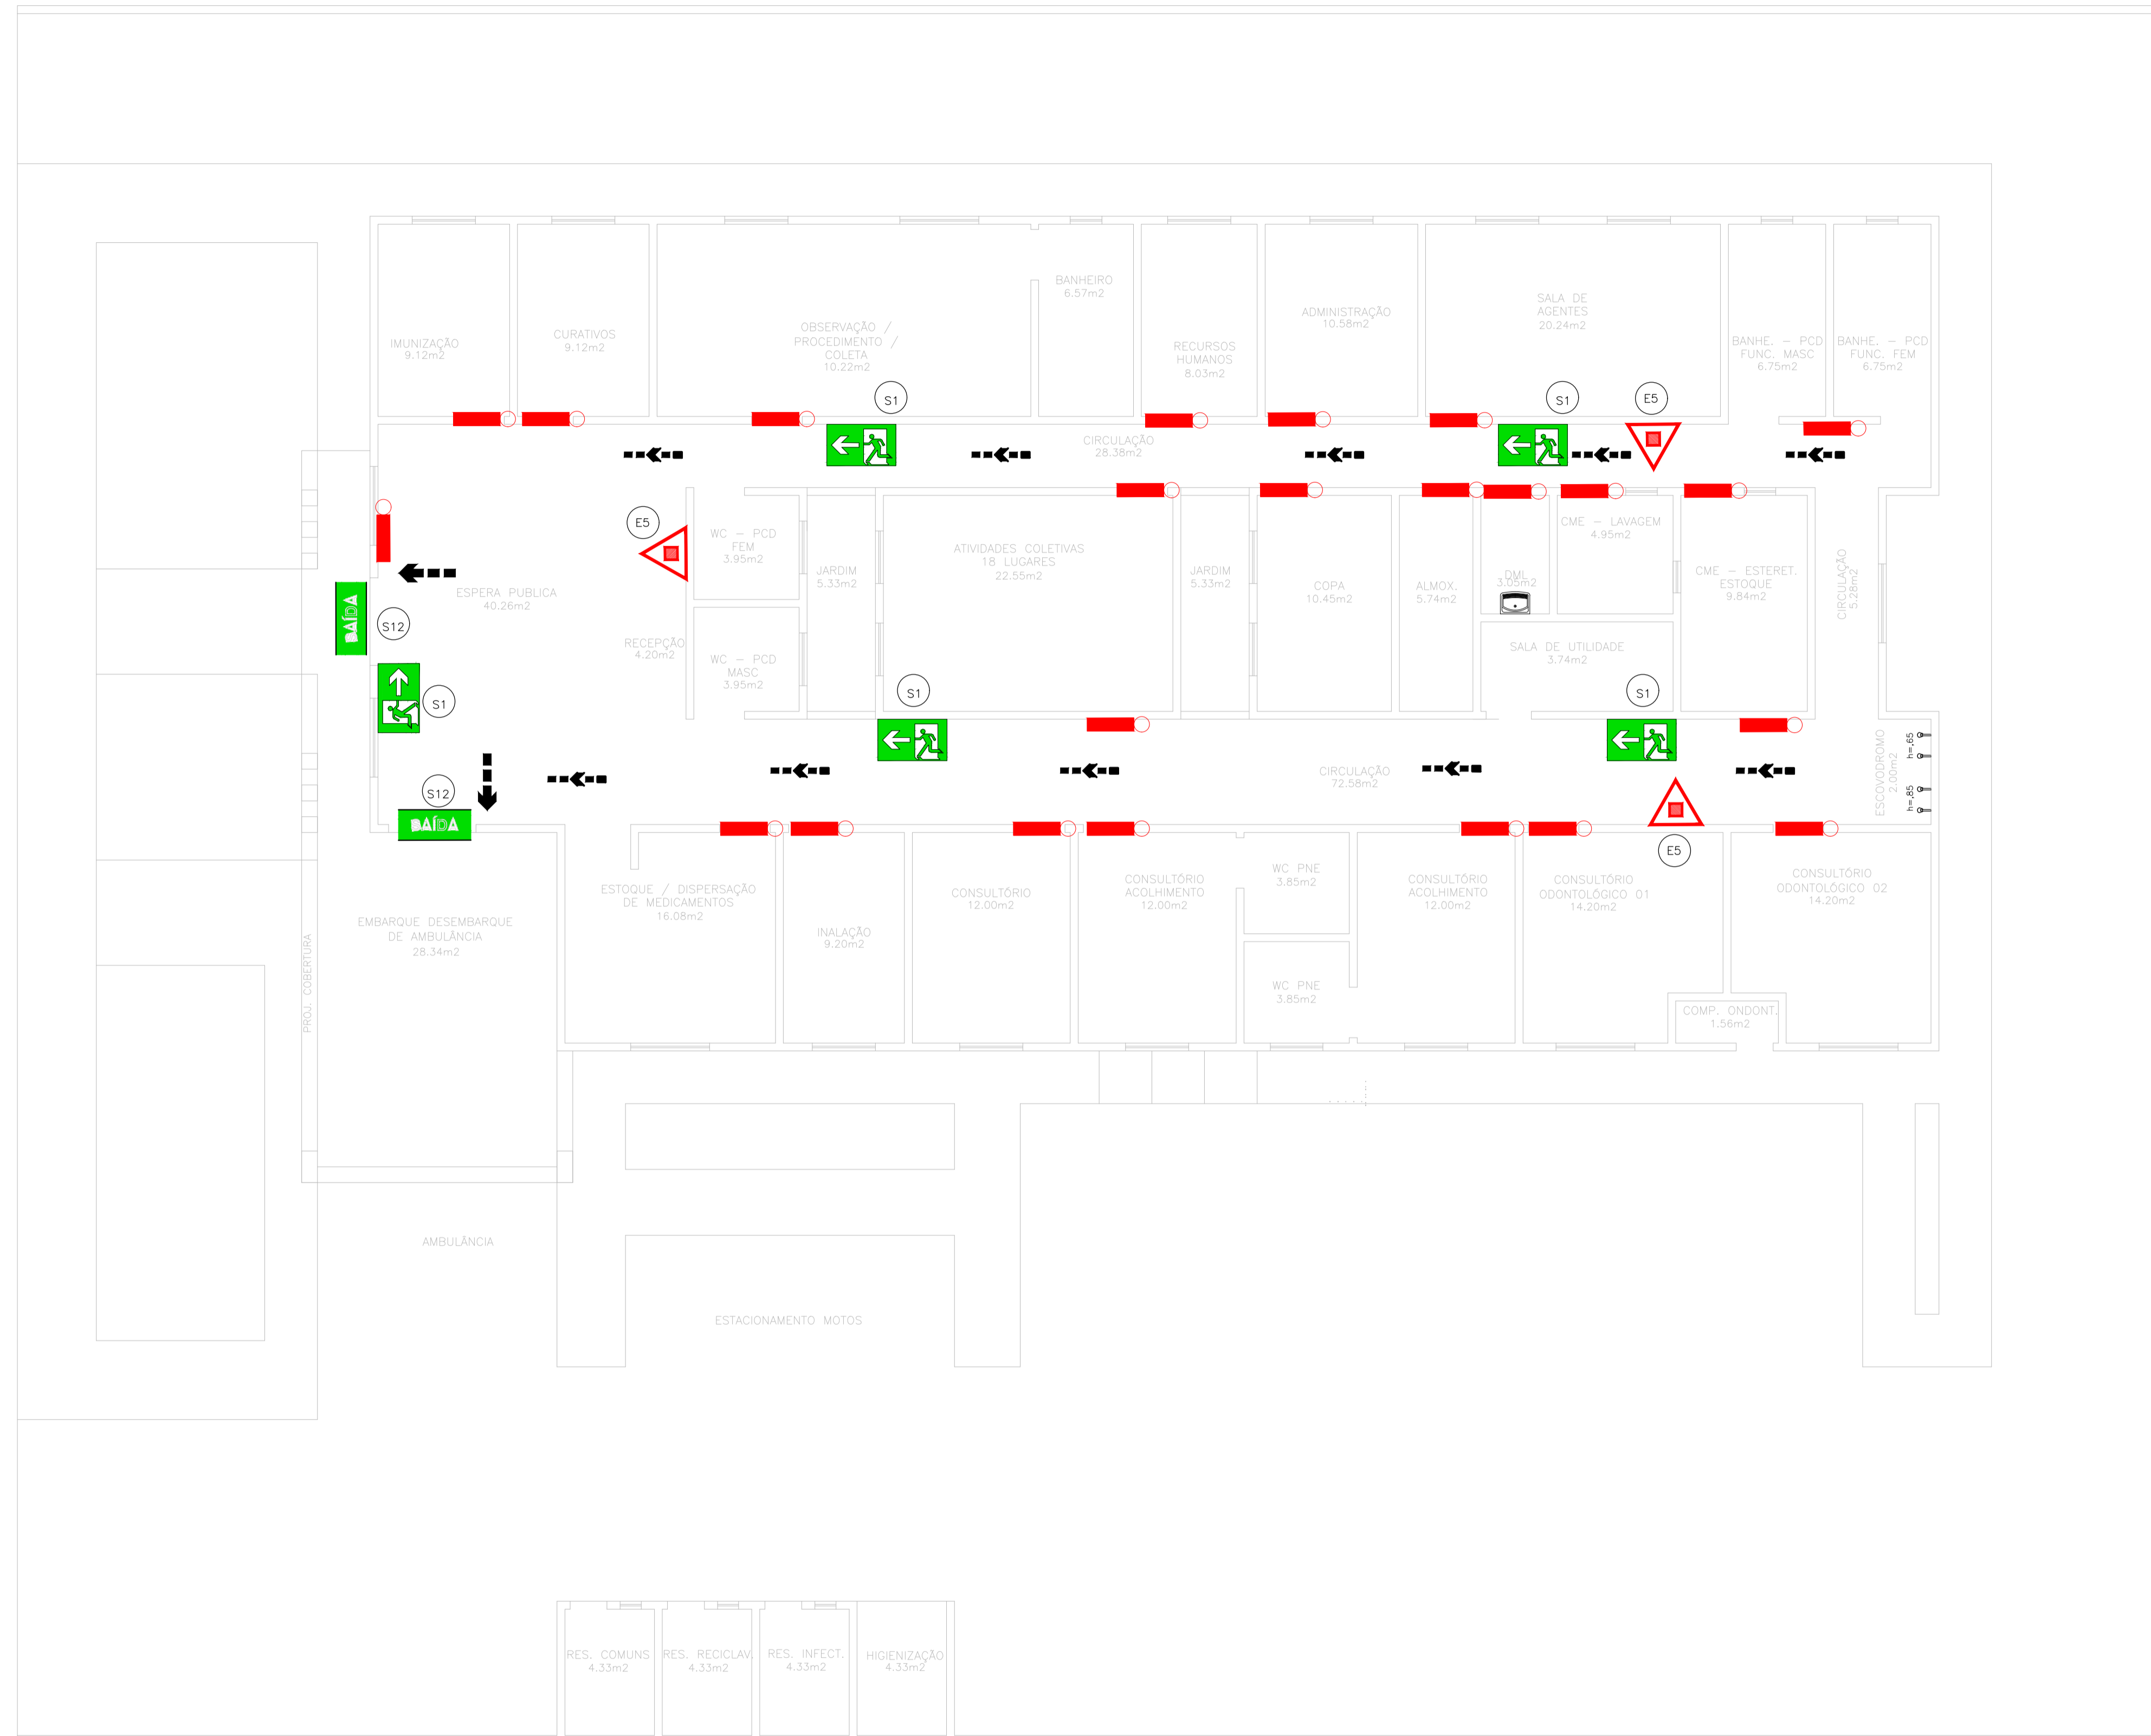 IMUNIZAÇÃO
9.12m2
CURATIVOS
9.12m2
OBSERVAÇÃO /
PROCEDIMENTO /
COLETA
10.22m2
BANHEIRO
6.57m2
RECURSOS
HUMANOS
8.03m2
ADMINISTRAÇÃO
10.58m2
SALA DE
AGENTES
20.24m2
BANHE. – PCD
FUNC. MASC
6.75m2
BANHE. – PCD
FUNC. FEM
6.75m2
S1
S1
E5
CIRCULAÇÃO
28.38m2
E5
WC – PCD
FEM
3.95m2
JARDIM
5.33m2
ATIVIDADES COLETIVAS
18 LUGARES
22.55m2
JARDIM
5.33m2
COPA
10.45m2
ALMOX.
5.74m2
DML
3.05m2
CME – LAVAGEM
4.95m2
CME – ESTERET.
ESTOQUE
9.84m2
CIRCULAÇÃO
5.28m2
ESPERA PUBLICA
40.26m2
BAÍDA
S12
RECEPÇÃO
4.20m2
WC – PCD
MASC
3.95m2
SALA DE UTILIDADE
3.74m2
S1
S1
S1
S12
BAÍDA
CIRCULAÇÃO
72.58m2
ESCOVODROMO
2.00m2
h=,65
h=,85
E5
ESTOQUE / DISPERSAÇÃO
DE MEDICAMENTOS
16.08m2
INALAÇÃO
9.20m2
CONSULTÓRIO
12.00m2
CONSULTÓRIO
ACOLHIMENTO
12.00m2
WC PNE
3.85m2
WC PNE
3.85m2
CONSULTÓRIO
ACOLHIMENTO
12.00m2
CONSULTÓRIO
ODONTOLÓGICO 01
14.20m2
CONSULTÓRIO
ODONTOLÓGICO 02
14.20m2
COMP. ONDONT.
1.56m2
EMBARQUE DESEMBARQUE
DE AMBULÂNCIA
28.34m2
PROJ. COBERTURA
AMBULÂNCIA
ESTACIONAMENTO MOTOS
RES. COMUNS
4.33m2
RES. RECICLAV.
4.33m2
RES. INFECT.
4.33m2
HIGIENIZAÇÃO
4.33m2